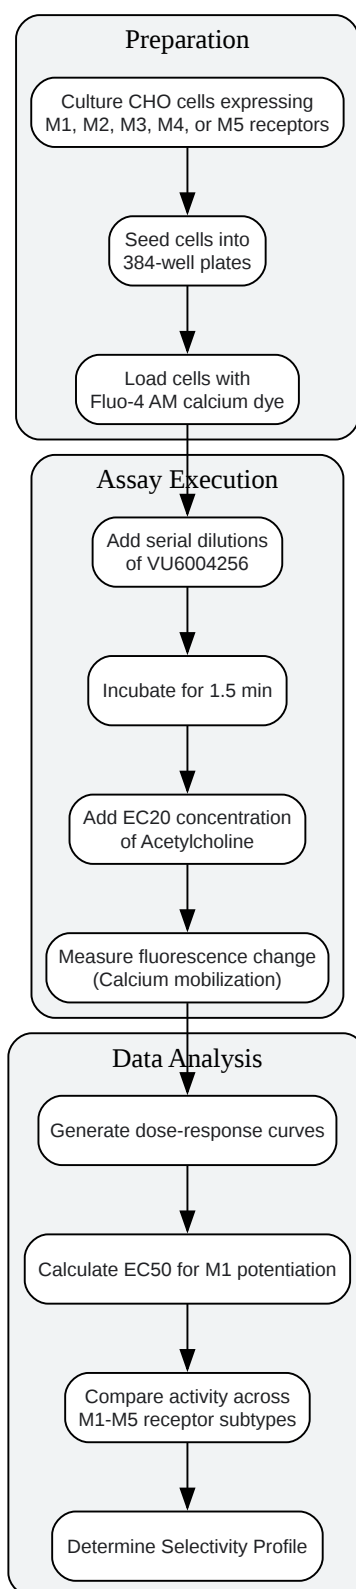 Preparation
Culture CHO cells expressing
M1, M2, M3, M4, or M5 receptors
Seed cells into
384-well plates
Load cells with
Fluo-4 AM calcium dye
Assay Execution
Add serial dilutions
of VU6004256
Incubate for 1.5 min
Add EC20 concentration
of Acetylcholine
Measure fluorescence change
(Calcium mobilization)
Data Analysis
Generate dose-response curves
Calculate EC50 for M1 potentiation
Compare activity across
M1-M5 receptor subtypes
Determine Selectivity Profile